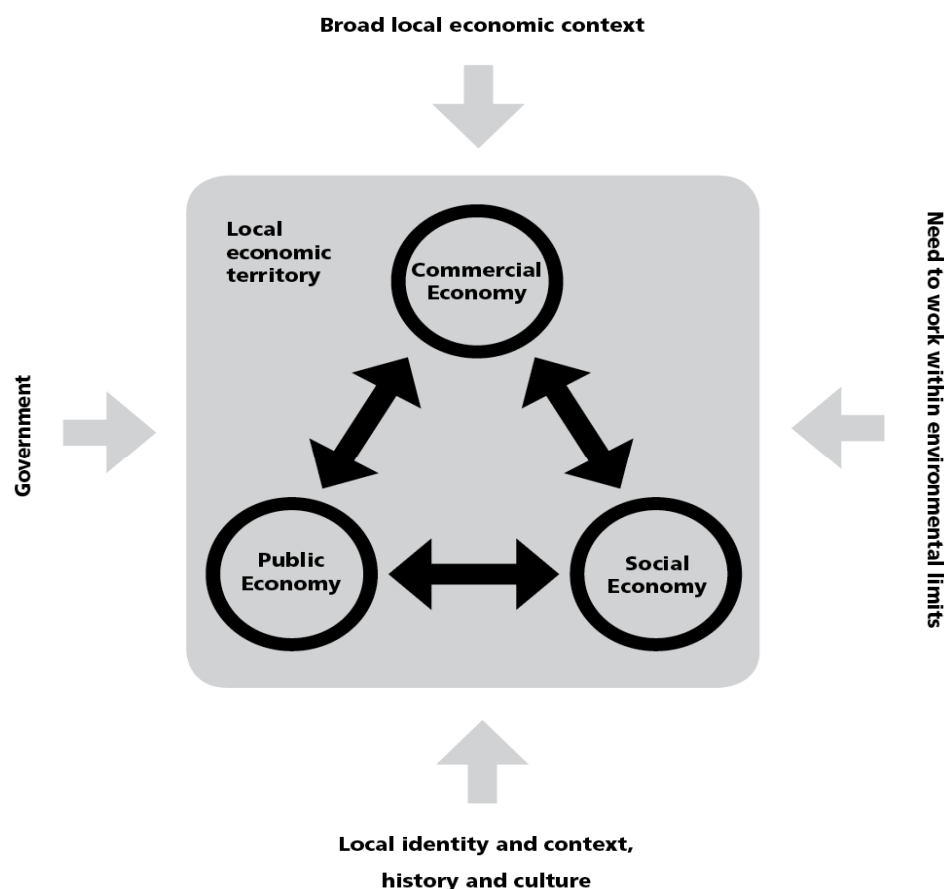 Broad local economic context
Local
economic
territory
Commercial
Economy
Government
Need to work within environmental limits
Public
Economy
Social
Economy
Local identity and context,
history and culture